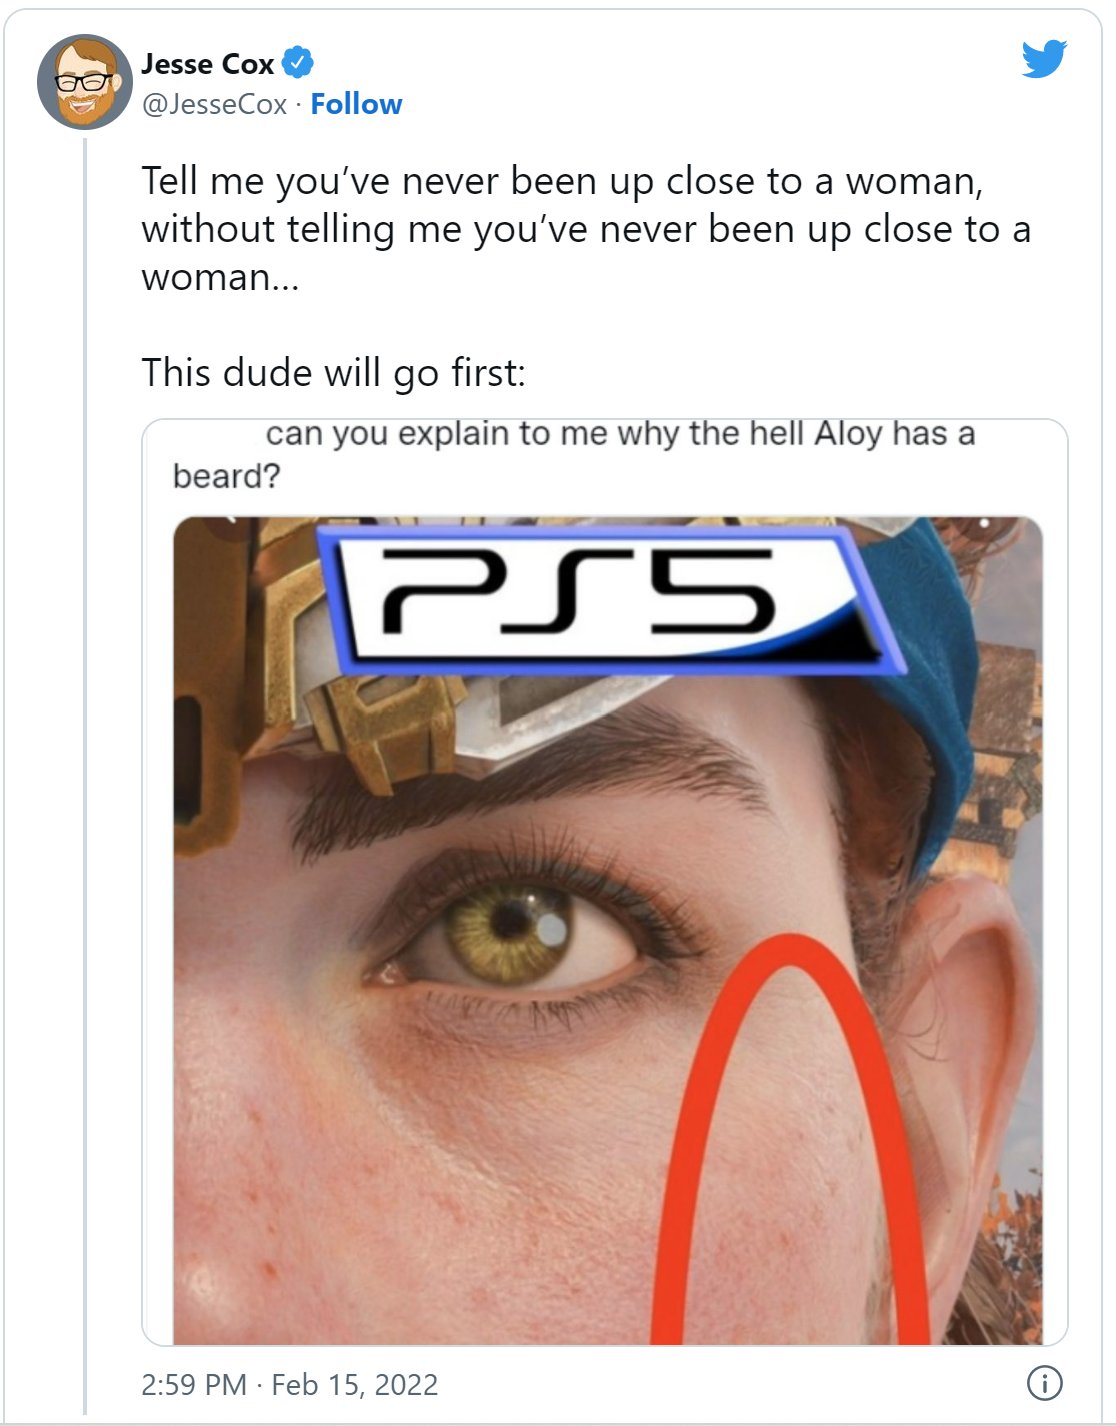 Jesse Cox
@JesseCox · Follow
Tell me you’ve never been up close to a woman,
without telling me you’ve never been up close to a
woman...
This dude will go first:
can you explain to me why the hell Aloy has a
beard?
PS5
2:59 PM · Feb 15, 2022